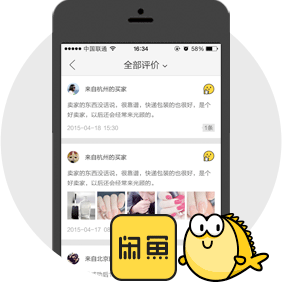 中国联通
16:34
58%
全部评价
来自杭州的买家
卖家的东西没话说，很靠谱，快递包装的也很好，是个
好卖家，以后还会经常来光顾的。
2015-04-18 15:30
来自杭州的买家
卖家的东西没话说，很靠谱，快递包装的也很好，是个
好卖家，以后还会经常来光顾的。
2015-04-17 08
来自北京
闲鱼